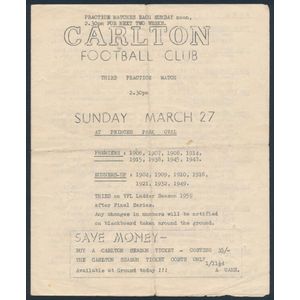 PRACTICE MATCHES EACH SUNDAY noon,
2.30pm FOR NEXT TWO WEEKS.
CARLTON
FOOTBALL CLUB
THIRD PRACTICE MATCH
2.30pm
SUNDAY MARCH 27
AT PRINCES PARK OVAL
PREMIERS : 1906, 1907, 1908, 1914,
1915, 1938, 1945, 1947.
RUNNERS-UP : 1904, 1909, 1910, 1916,
1921, 1932, 1949.
THIRD on VFL Ladder Season 1959
after Final Series.
Any changes in numbers will be notified
on blackboard taken around the ground.
SAVE MONEY—
BUY A CARLTON SEASON TICKET - COSTING 35/-
THE CARLTON SEASON TICKET COSTS ONLY
Available at Ground today !!!